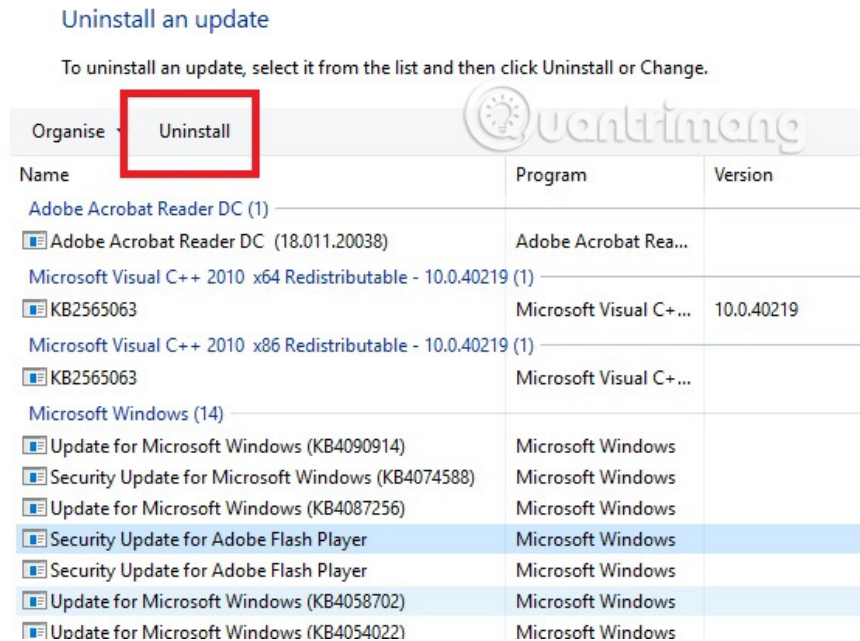 Uninstall an update
To uninstall an update, select it from the list and then click Uninstall or Change.
Organise Uninstall
Quantrimang
Name Program Version
Adobe Acrobat Reader DC (1)
Adobe Acrobat Reader DC (18.011.20038) Adobe Acrobat Rea...
Microsoft Visual C++ 2010 x64 Redistributable - 10.0.40219 (1)
KB2565063 Microsoft Visual C+... 10.0.40219
Microsoft Visual C++ 2010 x86 Redistributable - 10.0.40219 (1)
KB2565063 Microsoft Visual C+...
Microsoft Windows (14)
Update for Microsoft Windows (KB4090914) Microsoft Windows
Security Update for Microsoft Windows (KB4074588) Microsoft Windows
Update for Microsoft Windows (KB4087256) Microsoft Windows
Security Update for Adobe Flash Player Microsoft Windows
Security Update for Adobe Flash Player Microsoft Windows
Update for Microsoft Windows (KB4058702) Microsoft Windows
Update for Microsoft Windows (KB4054022) Microsoft Windows